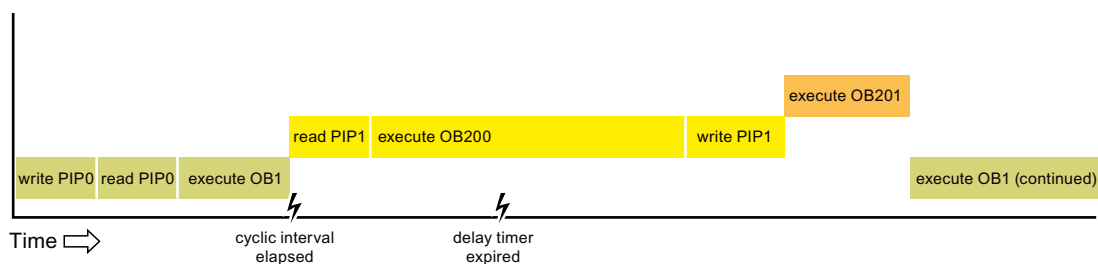 execute OB201
read PIP1
execute OB200
write PIP1
write PIP0
read PIP0
execute OB1
execute OB1 (continued)
Time
cyclic interval
elapsed
delay timer
expired